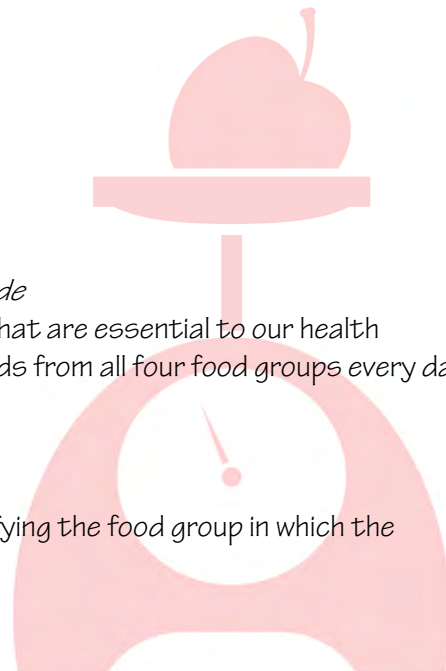 de
hat are essential to our health
ds from all four food groups every da
fying the food group in which the